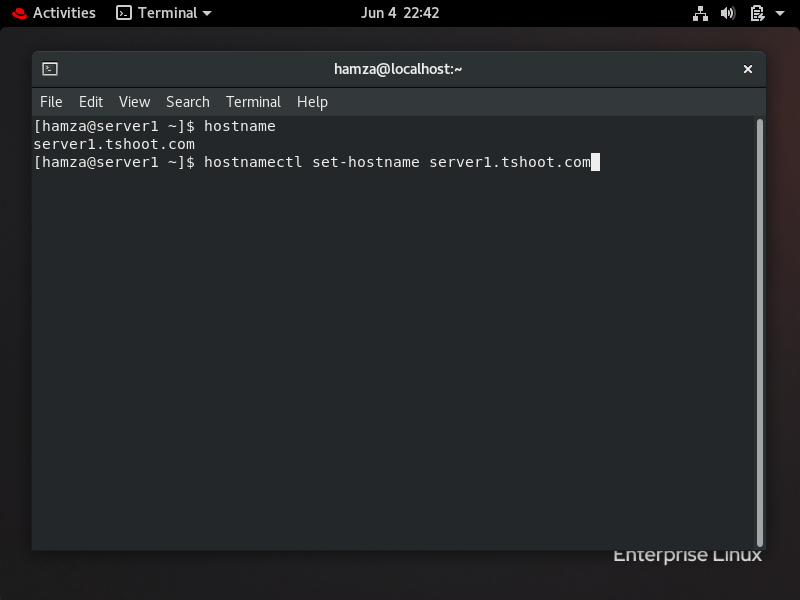 Activities Terminal Jun 4 22:42
hamza@localhost:~
File Edit View Search Terminal Help
[hamza@server1 ~]$ hostname
server1.tshoot.com
[hamza@server1 ~]$ hostnamectl set-hostname server1.tshoot.com
Enterprise Linux